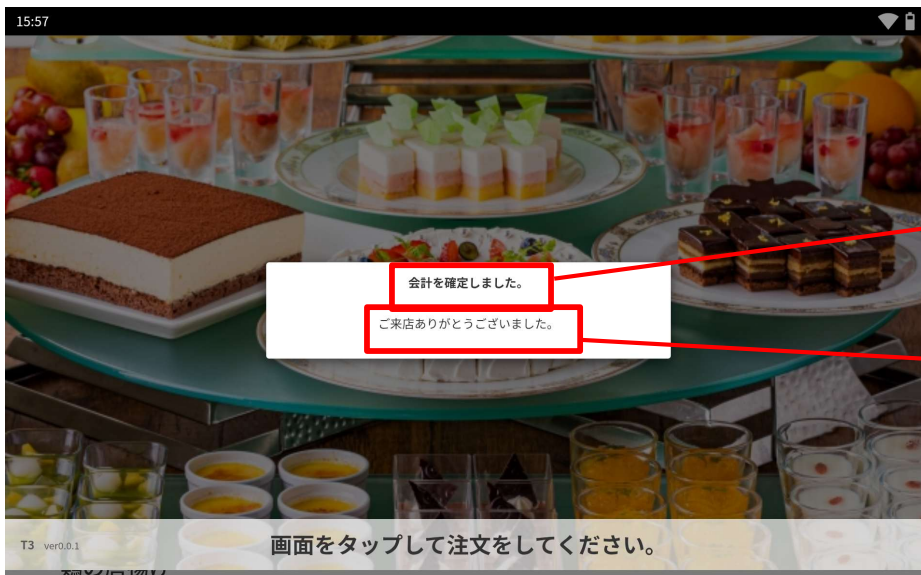 15:57
会計を確定しました。
ご来店ありがとうございました。
T3 ver0.0.1
画面をタップして注文をしてください。